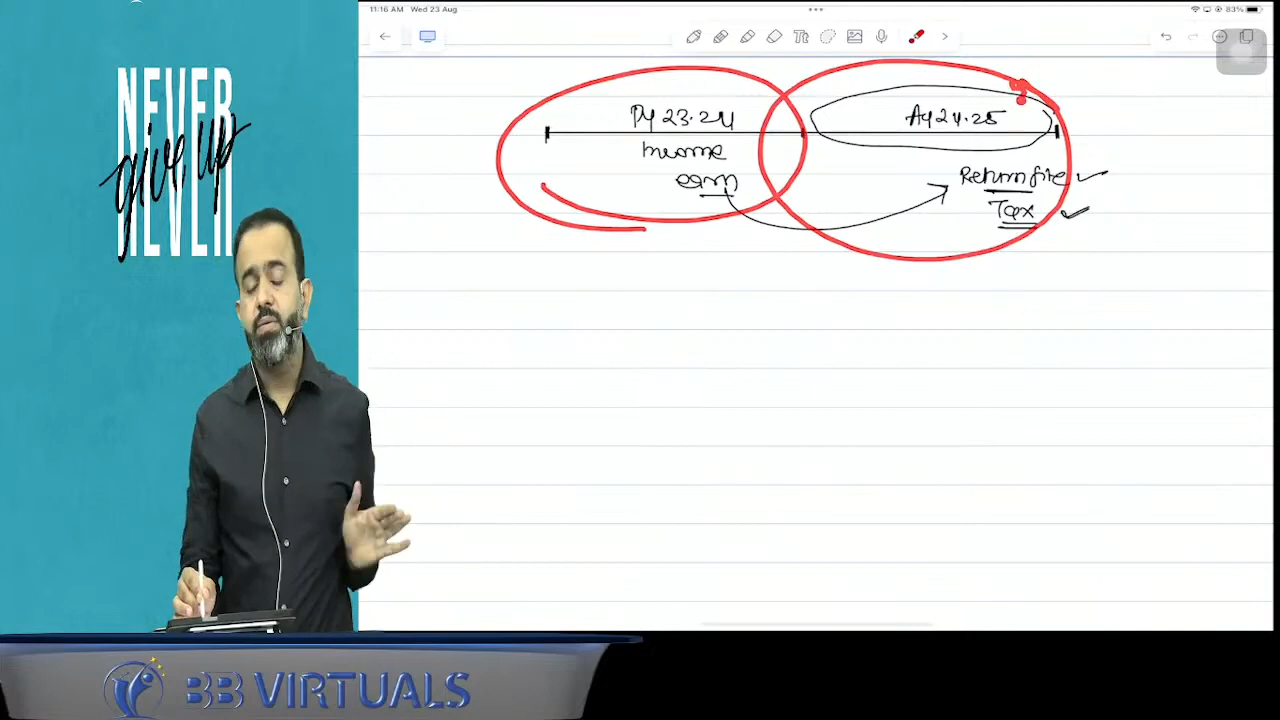 11:16 AM Wed 23 Aug
83%
NEVER
give up
NEVER
PY 23.24
AY 24.25
Income
earn
Return file
Tax
BB VIRTUALS